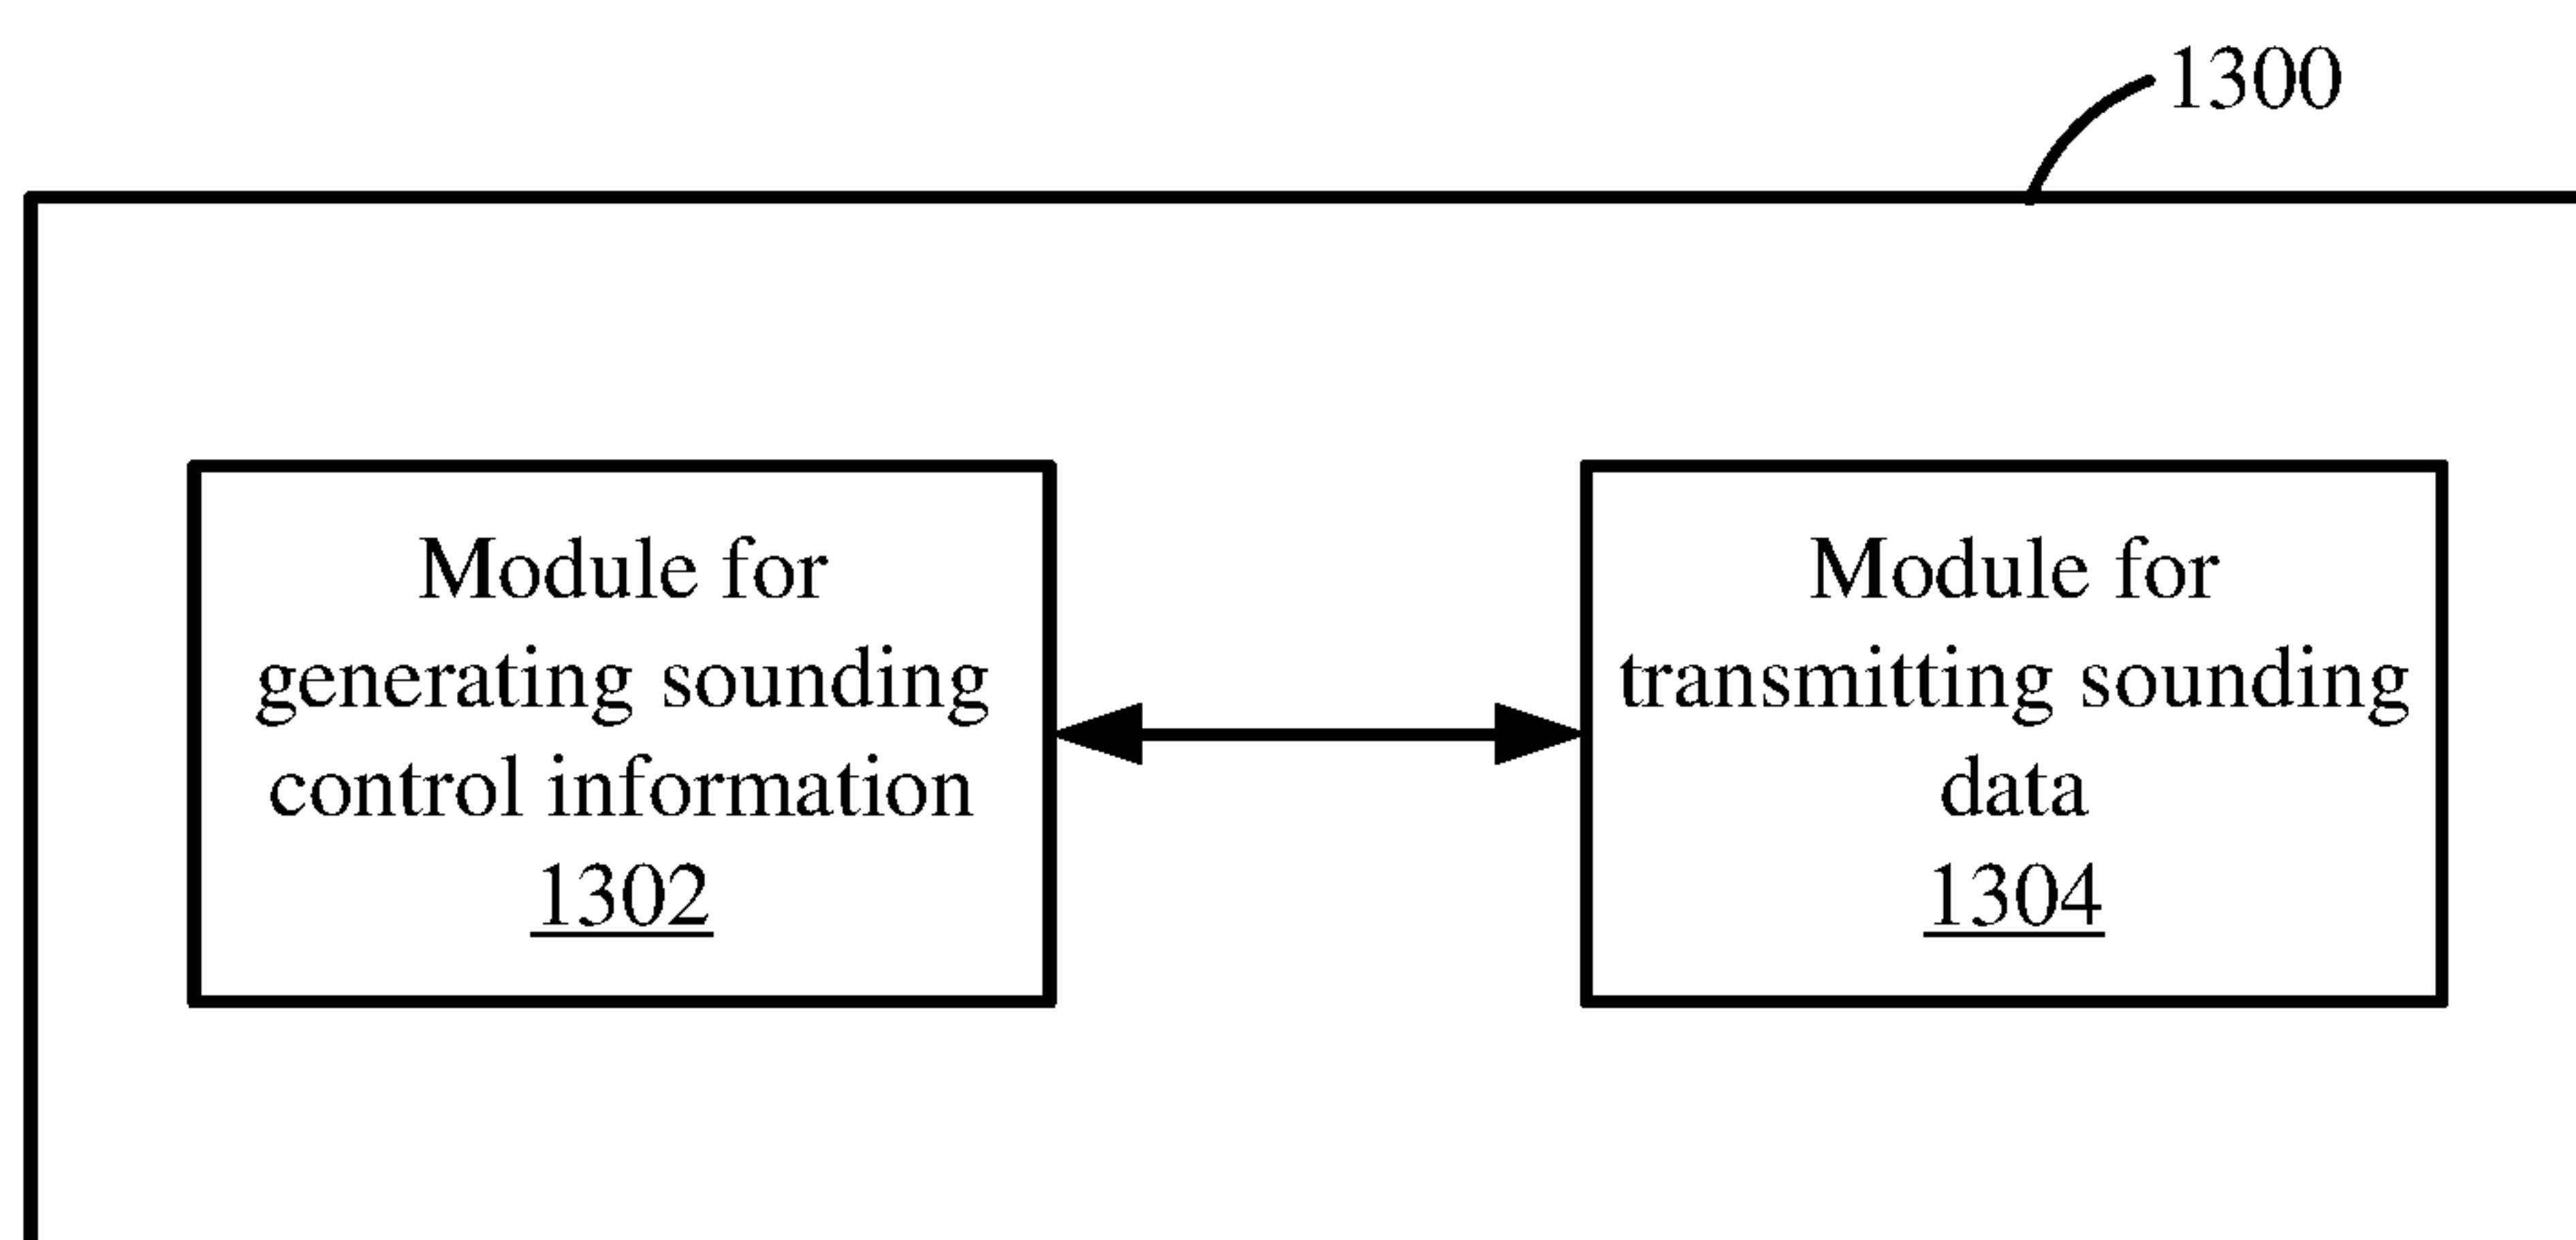 1300
Module for
generating sounding
control information
1302
Module for
transmitting sounding
data
1304